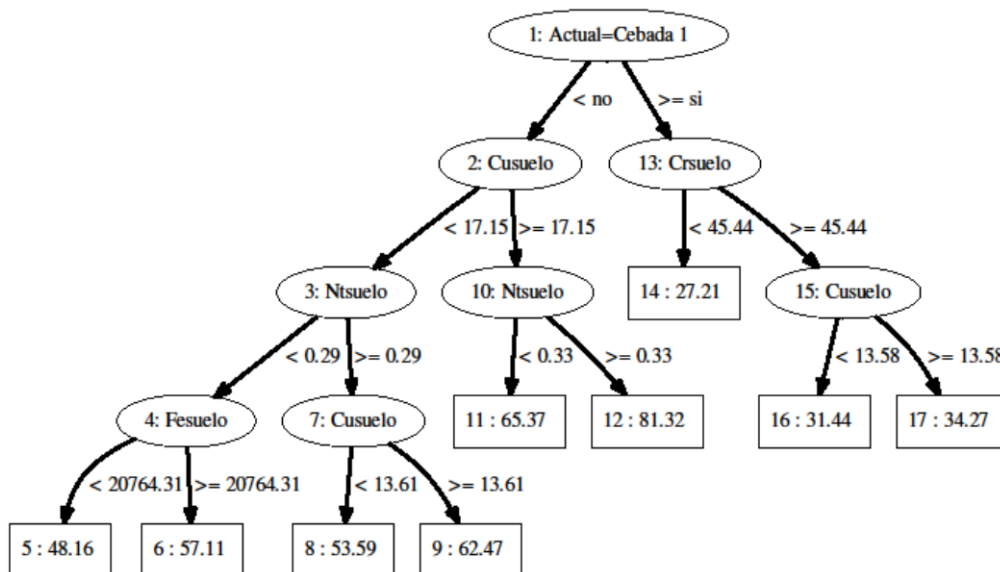 1: Actual=Cebada 1
< no >= si
2: Cusuelo 13: Crsuelo
< 17.15 >= 17.15 < 45.44 >= 45.44
3: Ntsuelo 10: Ntsuelo 14 : 27.21 15: Cusuelo
< 0.29 >= 0.29 < 0.33 >= 0.33 < 13.58 >= 13.58
4: Fesuelo 7: Cusuelo 11 : 65.37 12 : 81.32 16 : 31.44 17 : 34.27
< 20764.31 >= 20764.31 < 13.61 >= 13.61
5 : 48.16 6 : 57.11 8 : 53.59 9 : 62.47